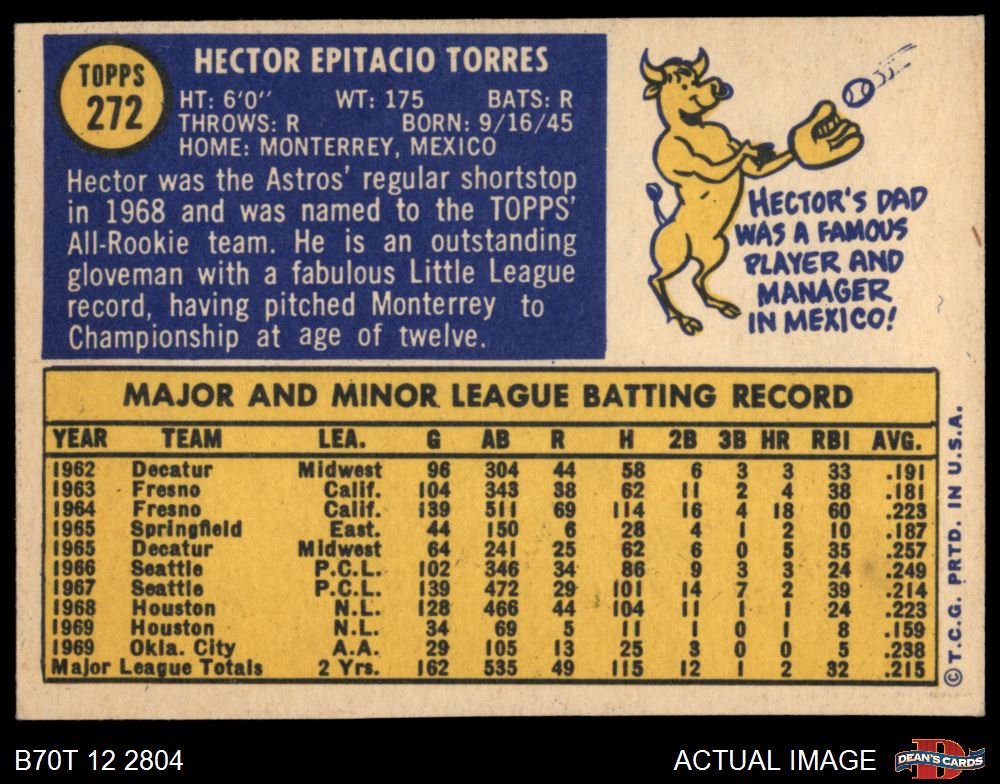 TOPPS
272
HECTOR EPITACIO TORRES
HT: 6'0" WT: 175 BATS: R
THROWS: R BORN: 9/16/45
HOME: MONTERREY, MEXICO
Hector was the Astros' regular shortstop
in 1968 and was named to the TOPPS'
All-Rookie team. He is an outstanding
gloveman with a fabulous Little League
record, having pitched Monterrey to
Championship at age of twelve.
HECTOR'S DAD
WAS A FAMOUS
PLAYER AND
MANAGER
IN MEXICO!
MAJOR AND MINOR LEAGUE BATTING RECORD
YEAR TEAM LEA. G AB R H 2B 3B HR RBI AVG.
1962 Decatur Midwest 96 304 44 58 6 3 3 33 .191
1963 Fresno Calif. 104 343 38 62 11 2 4 38 .181
1964 Fresno Calif. 139 511 69 114 16 4 18 60 .223
1965 Springfield East. 44 150 6 28 4 1 2 10 .187
1965 Decatur Midwest 64 241 25 62 6 0 5 35 .257
1966 Seattle P.C.L. 102 346 34 86 9 3 3 24 .249
1967 Seattle P.C.L. 139 472 29 101 14 7 2 39 .214
1968 Houston N.L. 128 466 44 104 11 1 1 24 .223
1969 Houston N.L. 34 69 5 11 1 0 1 8 .159
1969 Okla. City A.A. 29 105 13 25 3 0 0 5 .238
Major League Totals 2 Yrs. 162 535 49 115 12 1 2 32 .215
©T.C.G. PRTD. IN U.S.A.
B70T 12 2804
ACTUAL IMAGE
DEAN'S CARDS